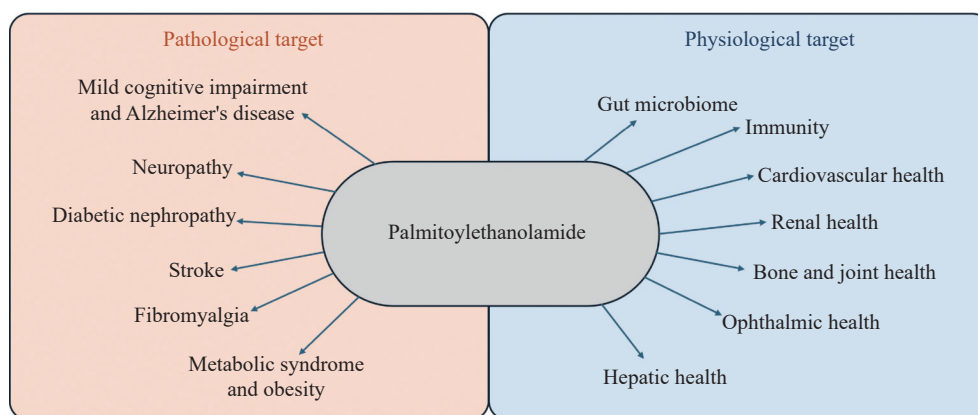 Pathological target
Mild cognitive impairment
and Alzheimer's disease
Neuropathy
Diabetic nephropathy
Stroke
Fibromyalgia
Metabolic syndrome
and obesity
Palmitoylethanolamide
Physiological target
Gut microbiome
Immunity
Cardiovascular health
Renal health
Bone and joint health
Ophthalmic health
Hepatic health